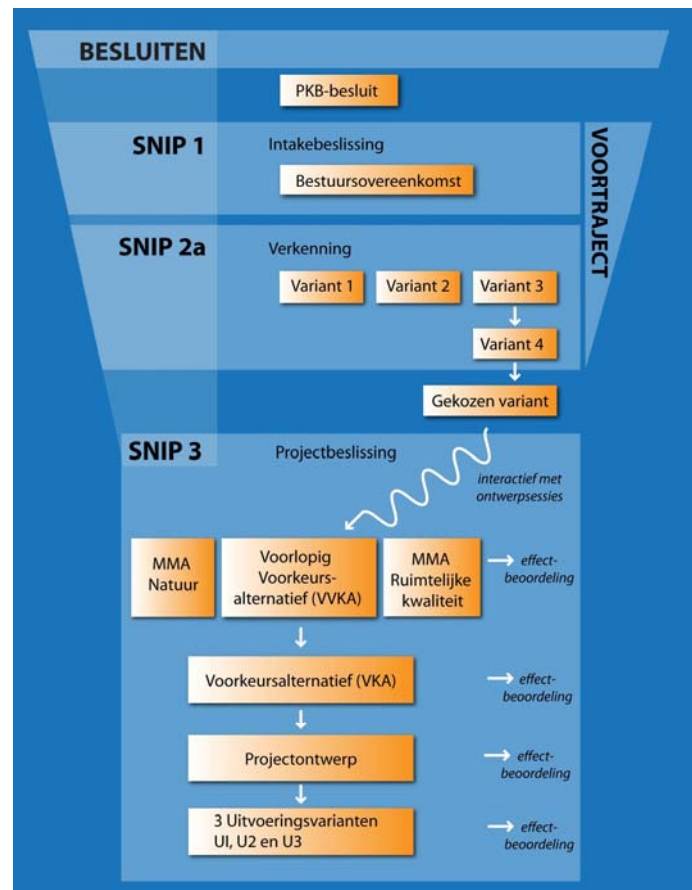 BESLUITEN
PKB-besluit
SNIP 1
Intakebeslissing
Bestuursovereenkomst
VOORTRAJECT
SNIP 2a
Verkenning
Variant 1
Variant 2
Variant 3
Variant 4
Gekozen variant
SNIP 3
Projectbeslissing
interactief met
ontwerpsessies
MMA
Natuur
Voorlopig
Voorkeurs-
alternatief (VVKA)
MMA
Ruimtelijke
kwaliteit
effect-
beoordeling
Voorkeursalternatief (VKA)
effect-
beoordeling
Projectontwerp
effect-
beoordeling
3 Uitvoeringsvarianten
UI, U2 en U3
effect-
beoordeling